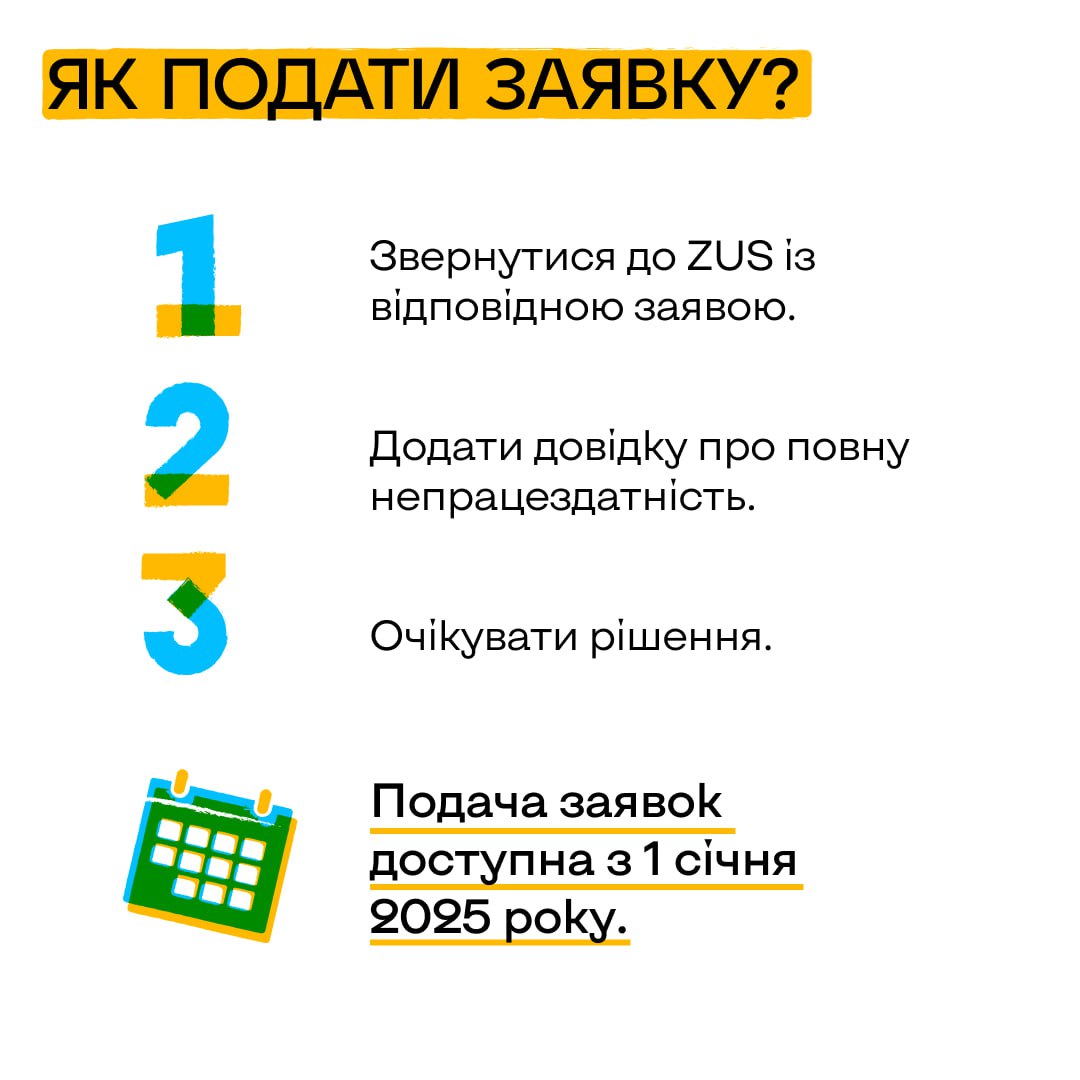 ЯК ПОДАТИ ЗАЯВКУ?
1
Звернутися до ZUS із
відповідною заявою.
2
Додати довідку про повну
непрацездатність.
3
Очікувати рішення.
Подача заявок
доступна з 1 січня
2025 року.